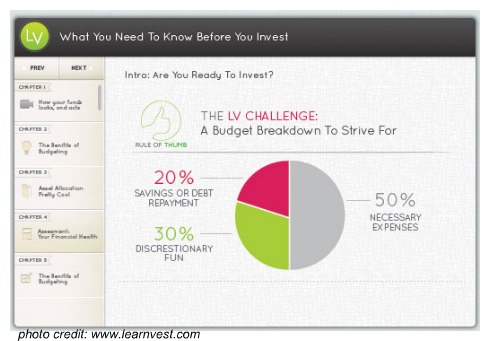 LV
What You Need To Know Before You Invest
PREV NEXT
Intro: Are You Ready To Invest?
CHAPTER 1
How your funds
looks, and acts
CHAPTER 2
The Benifits of
Budgeting
CHAPTER 3
Asset Allocation
Pretty Cool
CHAPTER 4
Assessment:
Your Financial Health
CHAPTER 5
The Benifits of
Budgeting
RULE OF THUMB
THE LV CHALLENGE:
A Budget Breakdown To Strive For
20%
SAVINGS OR DEBT
REPAYMENT
30%
DISCRESTIONARY
FUN
50%
NECESSARY
EXPENSES
photo credit: www.learnvest.com